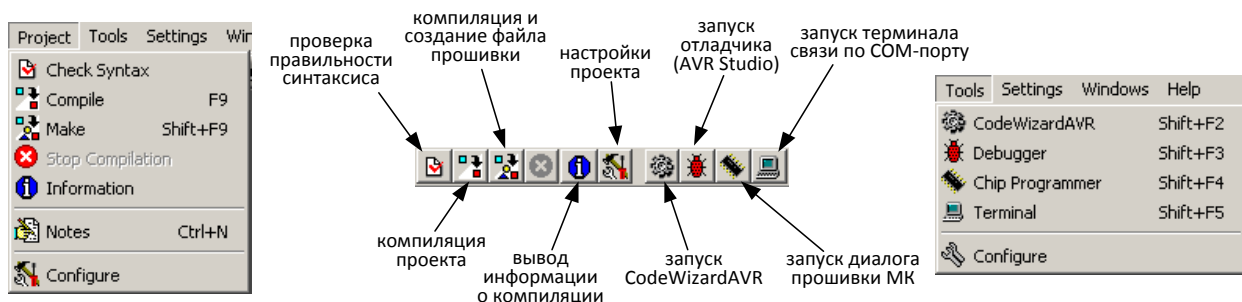 Project Tools Settings Wir
Check Syntax
Compile F9
Make Shift+F9
Stop Compilation
Information
Notes Ctrl+N
Configure
проверка
правильности
синтаксиса
компиляция и
создание файла
прошивки
настройки
проекта
запуск
отладчика
(AVR Studio)
запуск терминала
связи по COM-порту
компиляция
проекта
вывод
информации
о компиляции
запуск
CodeWizardAVR
запуск диалога
прошивки МК
Tools Settings Windows Help
CodeWizardAVR Shift+F2
Debugger Shift+F3
Chip Programmer Shift+F4
Terminal Shift+F5
Configure